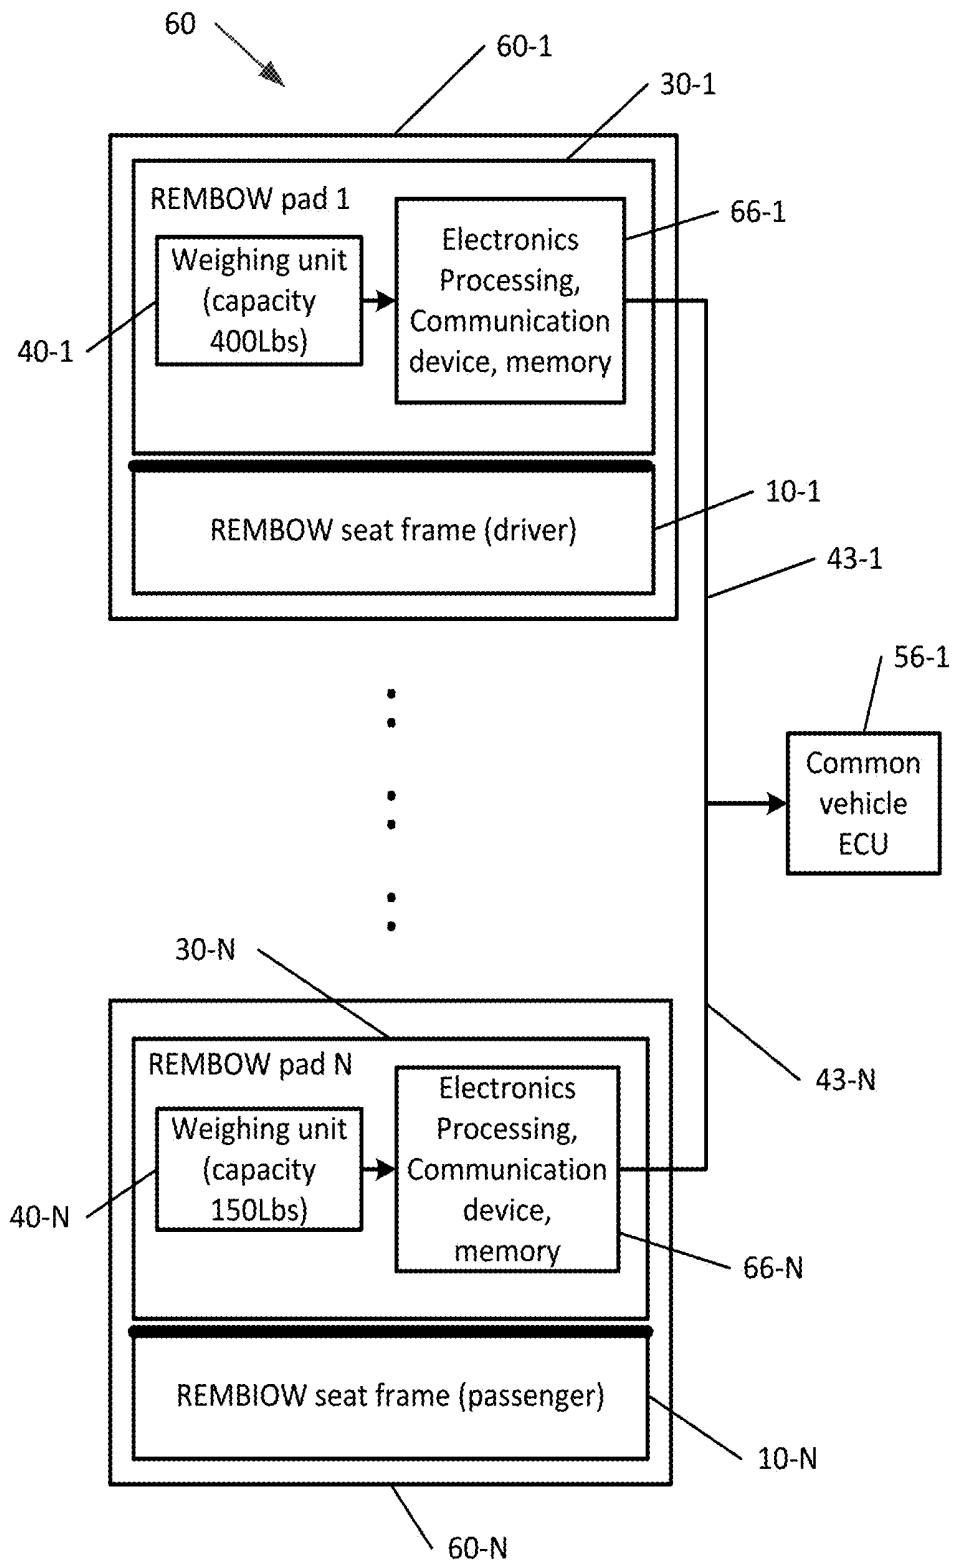 60
60-1
30-1
REMBOW pad 1
66-1
Electronics
Processing,
Communication
device, memory
Weighing unit
(capacity
400Lbs)
40-1
10-1
REMBOW seat frame (driver)
43-1
56-1
Common
vehicle
ECU
30-N
REMBOW pad N
43-N
Electronics
Processing,
Communication
device,
memory
Weighing unit
(capacity
150Lbs)
40-N
66-N
REMBIOW seat frame (passenger)
10-N
60-N